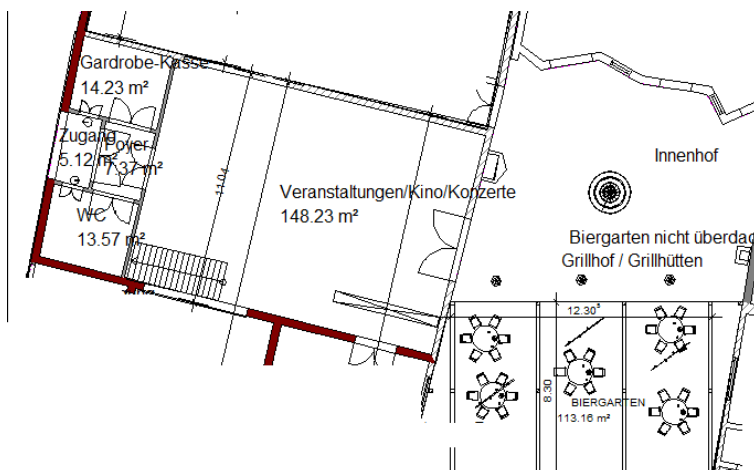 Gardrobe-Kasse
14.23 m²
Zugang
5.12 m²
Foyer
7.37 m²
WC
13.57 m²
11.04
Veranstaltungen/Kino/Konzerte
148.23 m²
Innenhof
Biergarten nicht überdac
Grillhof / Grillhütten
12.30⁵
8.30
BIERGARTEN
113.16 m²